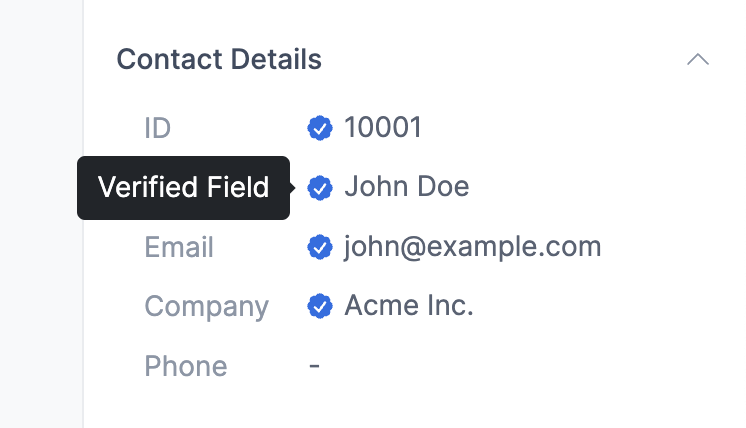 Contact Details
ID 10001
Verified Field John Doe
Email john@example.com
Company Acme Inc.
Phone -